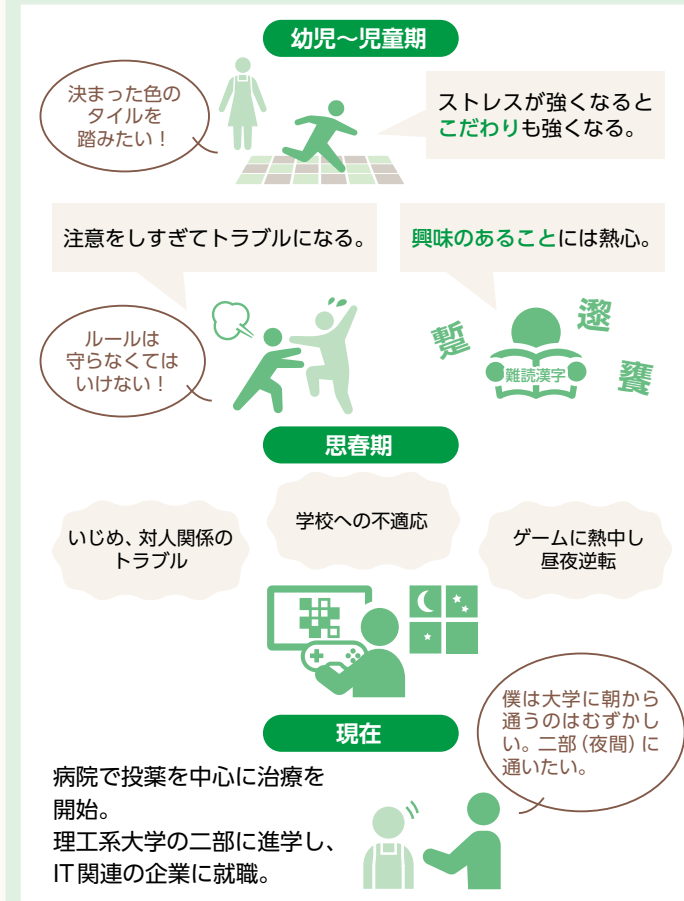 幼児～児童期
決まった色の
タイルを
踏みたい！
ストレスが強くなると
こだわりも強くなる。
注意をしすぎてトラブルになる。
興味のあることには熱心。
ルールは
守らなくては
いけない！
蹔
邌
難読漢字
饔
思春期
いじめ、対人関係の
トラブル
学校への不適応
ゲームに熱中し
昼夜逆転
現在
僕は大学に朝から
通うのはむずかし
い。二部（夜間）に
通いたい。
病院で投薬を中心に治療を
開始。
理工系大学の二部に進学し、
IT関連の企業に就職。